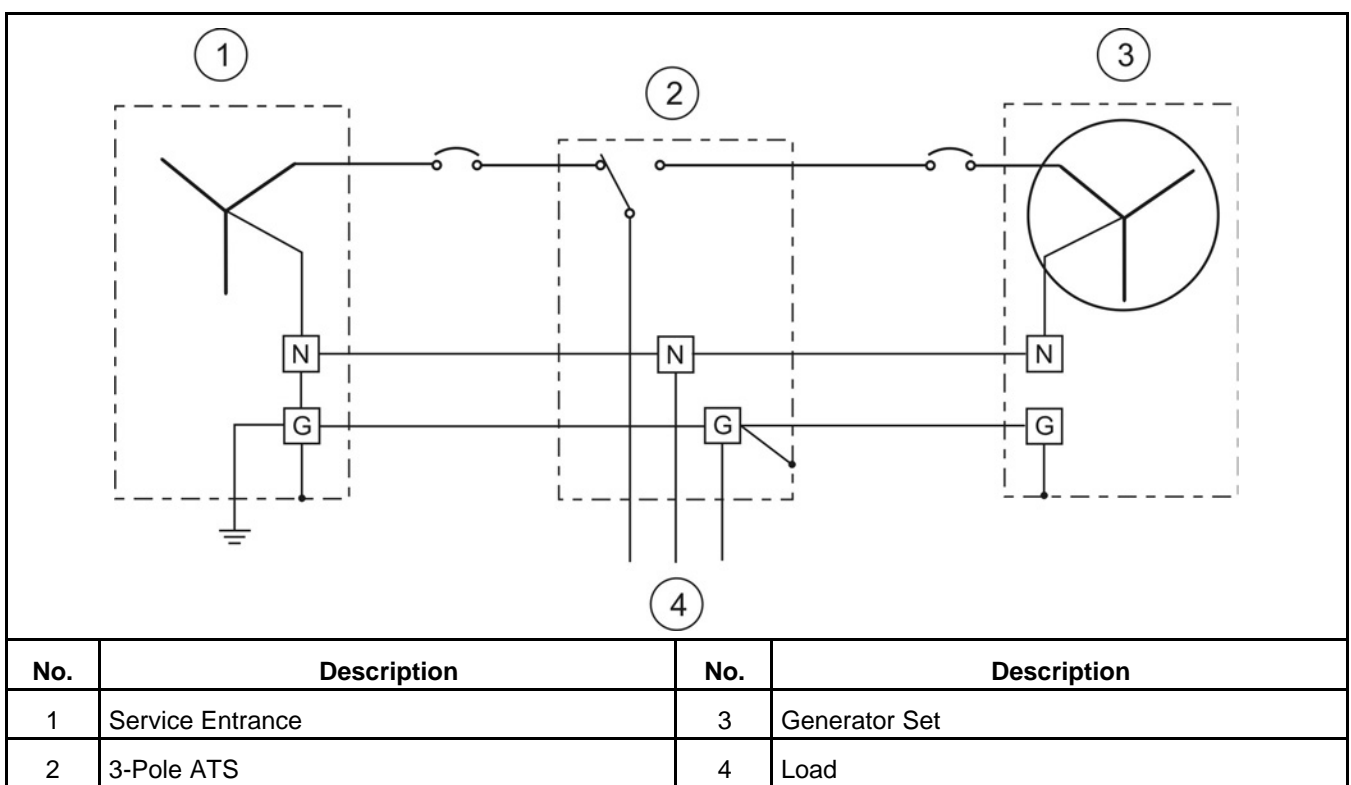 1
3
2
N
N
N
G
G
G
4
No. Description No. Description
1 Service Entrance 3 Generator Set
2 3-Pole ATS 4 Load